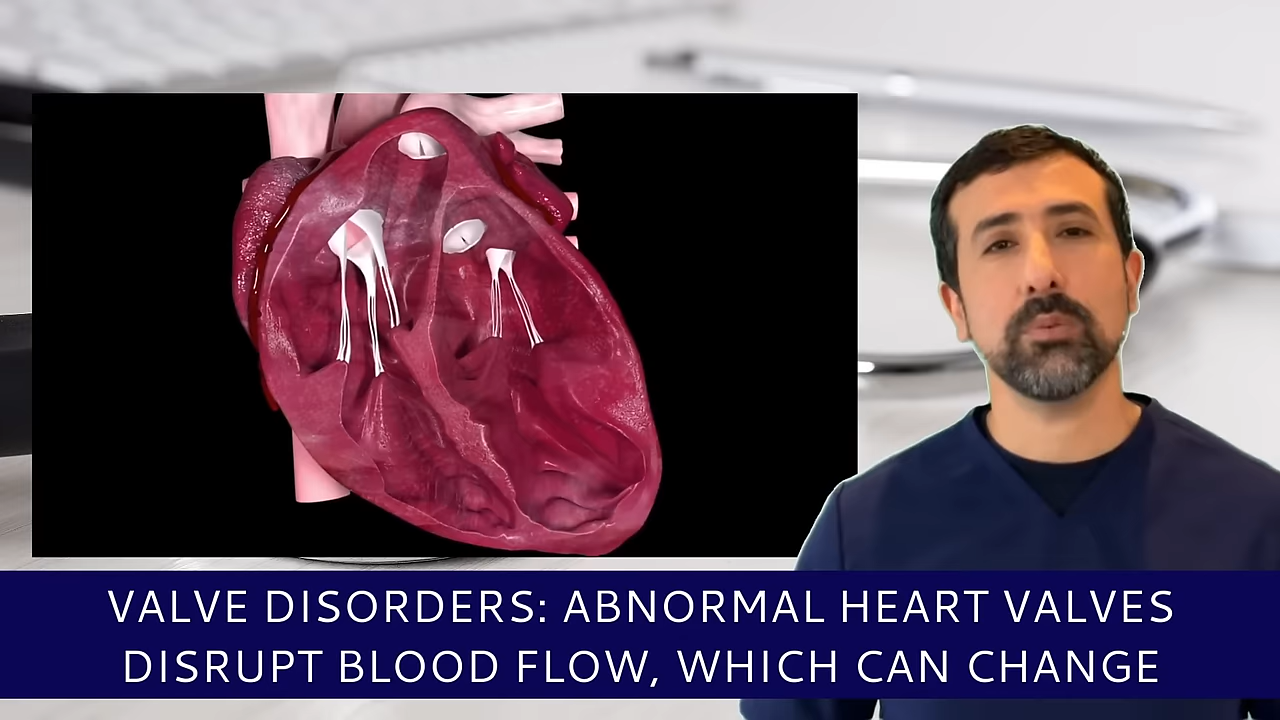 VALVE DISORDERS: ABNORMAL HEART VALVES
DISRUPT BLOOD FLOW, WHICH CAN CHANGE